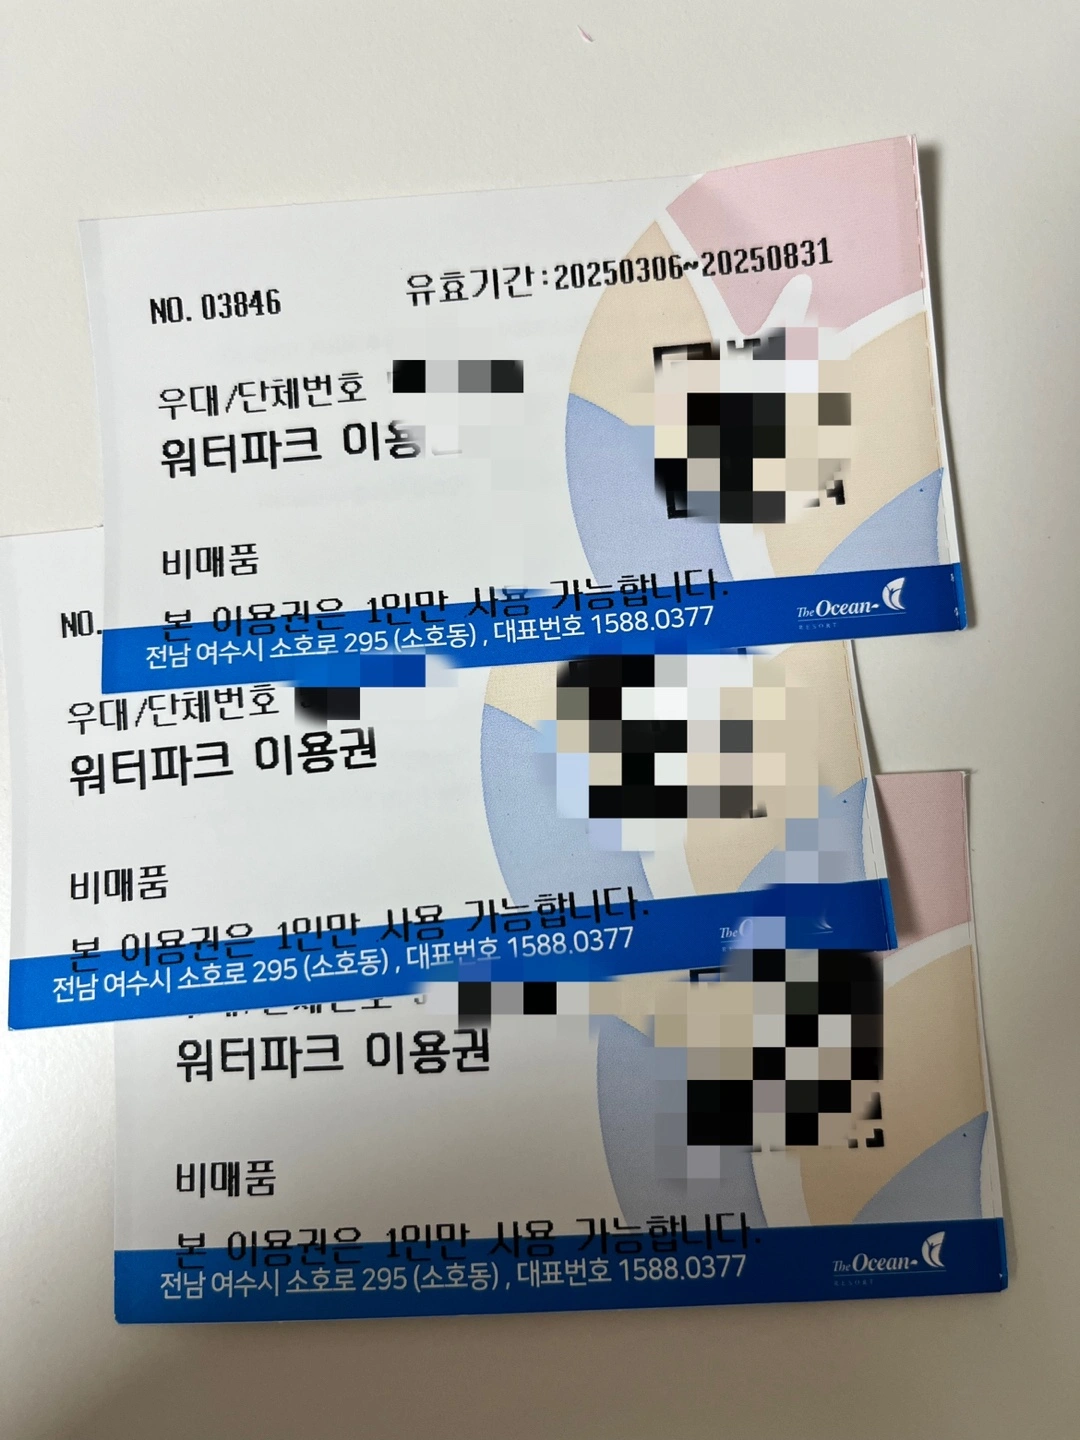 NO. 03846
유효기간:20250306~20250831
우대/단체번호
워터파크 이용
비매품
본 이용권은 1인만 사용 가능합니다.
전남 여수시 소호로 295 (소호동) , 대표번호 1588.0377
The Ocean
RESORT
NO.
우대/단체번호
워터파크 이용권
비매품
본 이용권은 1인만 사용 가능합니다.
전남 여수시 소호로 295 (소호동) , 대표번호 1588.0377
The
워터파크 이용권
비매품
본 이용권은 1인만 사용 가능합니다.
전남 여수시 소호로 295 (소호동) , 대표번호 1588.0377
The Ocean
RESORT